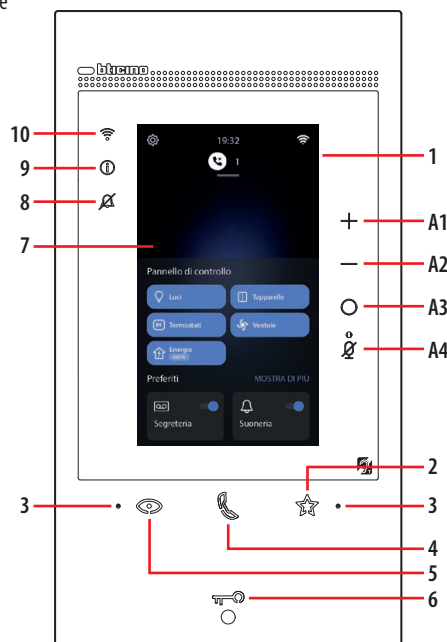 e
bticino
10
9
8
7
19:32
1
1
A1
A2
A3
A4
Pannello di controllo
Luci
Tapparelle
Termostati
Ventole
Energia
Preferiti
MOSTRA DI PIÙ
Segreteria
Suoneria
2
3
3
4
5
6